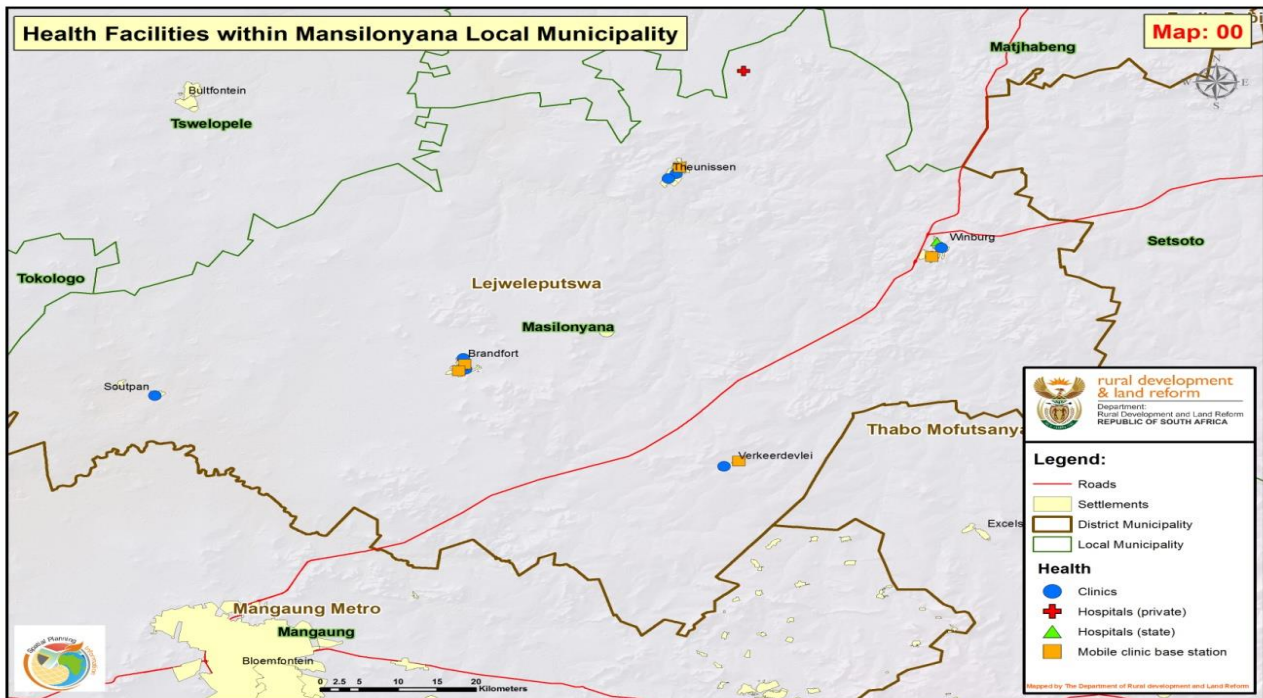 Health Facilities within Mansilonyana Local Municipality
Map: 00
Matjhabeng
N
W
E
S
Bultfontein
Tswelopele
Theunissen
Winburg
Setsoto
Tokologo
Lejweleputswa
Masilonyana
Brandfort
Soutpan
Thabo Mofutsanya
Verkeerdevlei
Excels
Mangaung Metro
Mangaung
Bloemfontein
0 2.5 5 10 15 20
Kilometers
Spatial Planning
Information
rural development
& land reform
Department:
Rural Development and Land Reform
REPUBLIC OF SOUTH AFRICA
Legend:
Roads
Settlements
District Municipality
Local Municipality
Health
Clinics
Hospitals (private)
Hospitals (state)
Mobile clinic base station
Mapped by The Department of Rural development and Land Reform